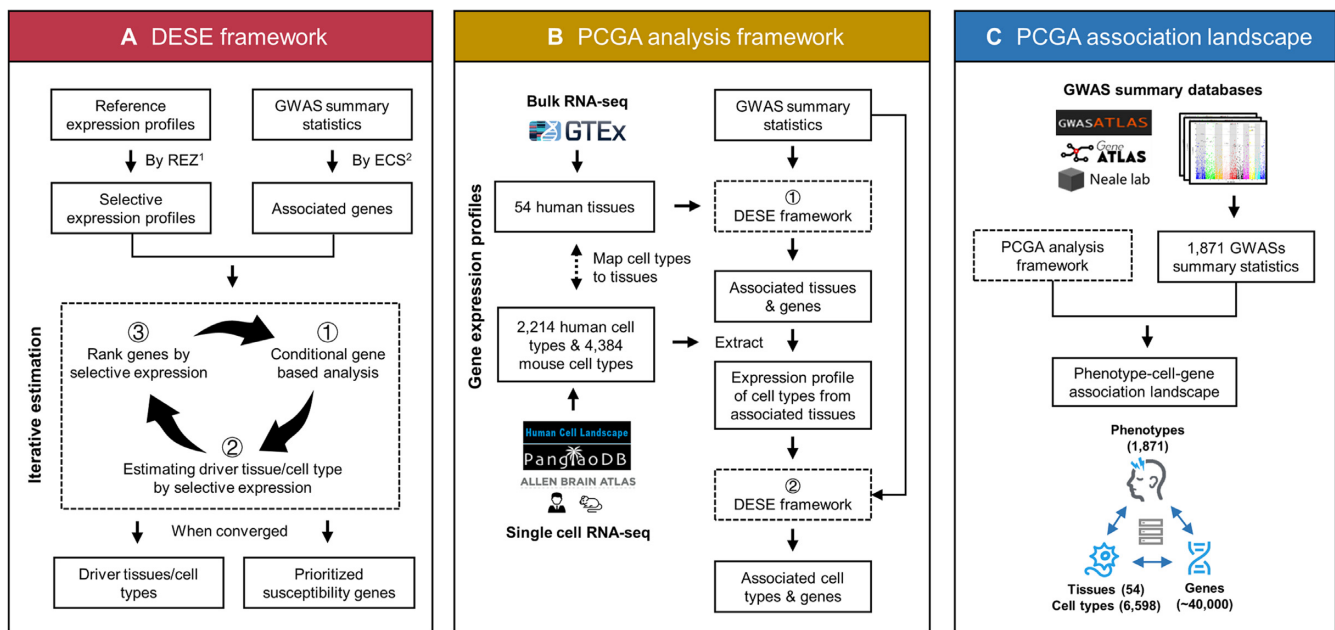 A DESE framework
Reference
expression profiles
GWAS summary
statistics
By REZ¹
By ECS²
Selective
expression profiles
Associated genes
Iterative estimation
③
Rank genes by
selective expression
①
Conditional gene
based analysis
②
Estimating driver tissue/cell type
by selective expression
When converged
Driver tissues/cell
types
Prioritized
susceptibility genes
B PCGA analysis framework
Gene expression profiles
Bulk RNA-seq
GTEx
54 human tissues
Map cell types
to tissues
2,214 human cell
types & 4,384
mouse cell types
Human Cell Landscape
PanglaoDB
ALLEN BRAIN ATLAS
Single cell RNA-seq
GWAS summary
statistics
①
DESE framework
Associated tissues
& genes
Extract
Expression profile
of cell types from
associated tissues
②
DESE framework
Associated cell
types & genes
C PCGA association landscape
GWAS summary databases
GWASATLAS
Gene
ATLAS
Neale lab
PCGA analysis
framework
1,871 GWASs
summary statistics
Phenotype-cell-gene
association landscape
Phenotypes
(1,871)
Tissues (54)
Cell types (6,598)
Genes
(~40,000)